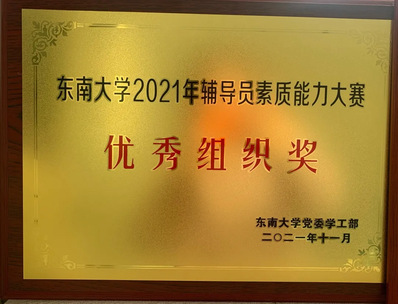 东南大学2021年辅导员素质能力大赛
优秀组织奖
东南大学党委学工部
二〇二一年十一月